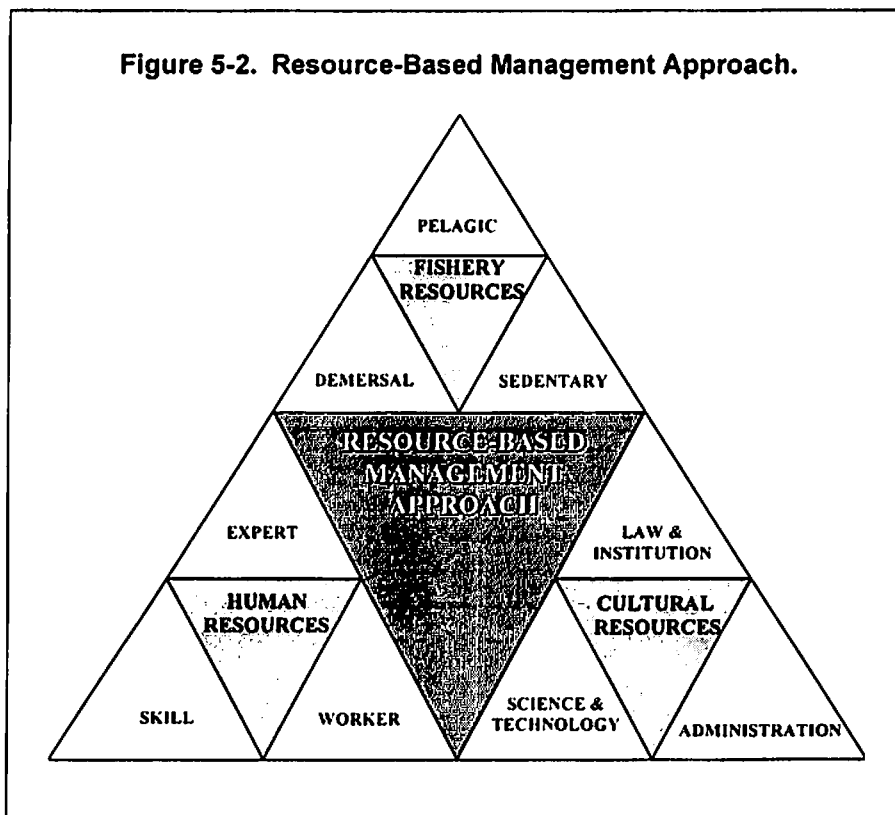 Figure 5-2. Resource-Based Management Approach.
PELAGIC
FISHERY
RESOURCES
DEMERSAL
SEDENTARY
RESOURCE-BASED
MANAGEMENT
APPROACH
EXPERT
LAW &
INSTITUTION
HUMAN
RESOURCES
CULTURAL
RESOURCES
SKILL
WORKER
SCIENCE &
TECHNOLOGY
ADMINISTRATION